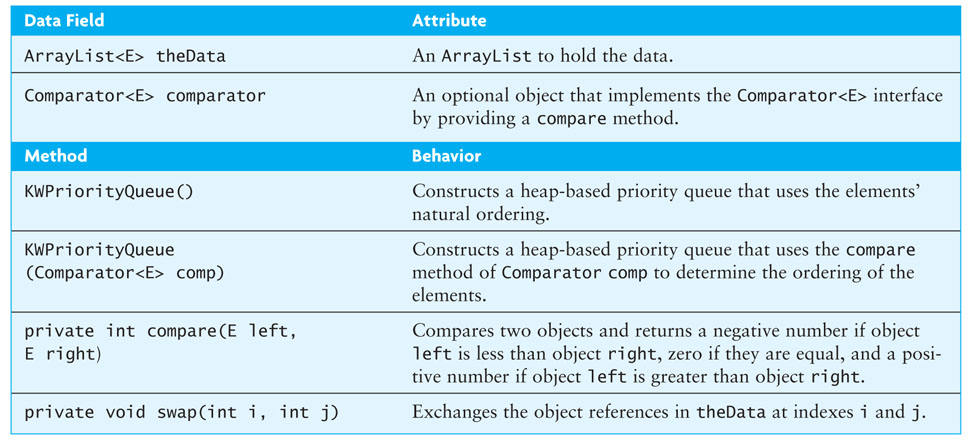 Data Field Attribute
ArrayList<E> theData An ArrayList to hold the data.
Comparator<E> comparator An optional object that implements the Comparator<E> interface
by providing a compare method.
Method Behavior
KWPriorityQueue() Constructs a heap-based priority queue that uses the elements’
natural ordering.
KWPriorityQueue Constructs a heap-based priority queue that uses the compare
(Comparator<E> comp) method of Comparator comp to determine the ordering of the
elements.
private int compare(E left, Compares two objects and returns a negative number if object
E right) left is less than object right, zero if they are equal, and a posi-
tive number if object left is greater than object right.
private void swap(int i, int j) Exchanges the object references in theData at indexes i and j.